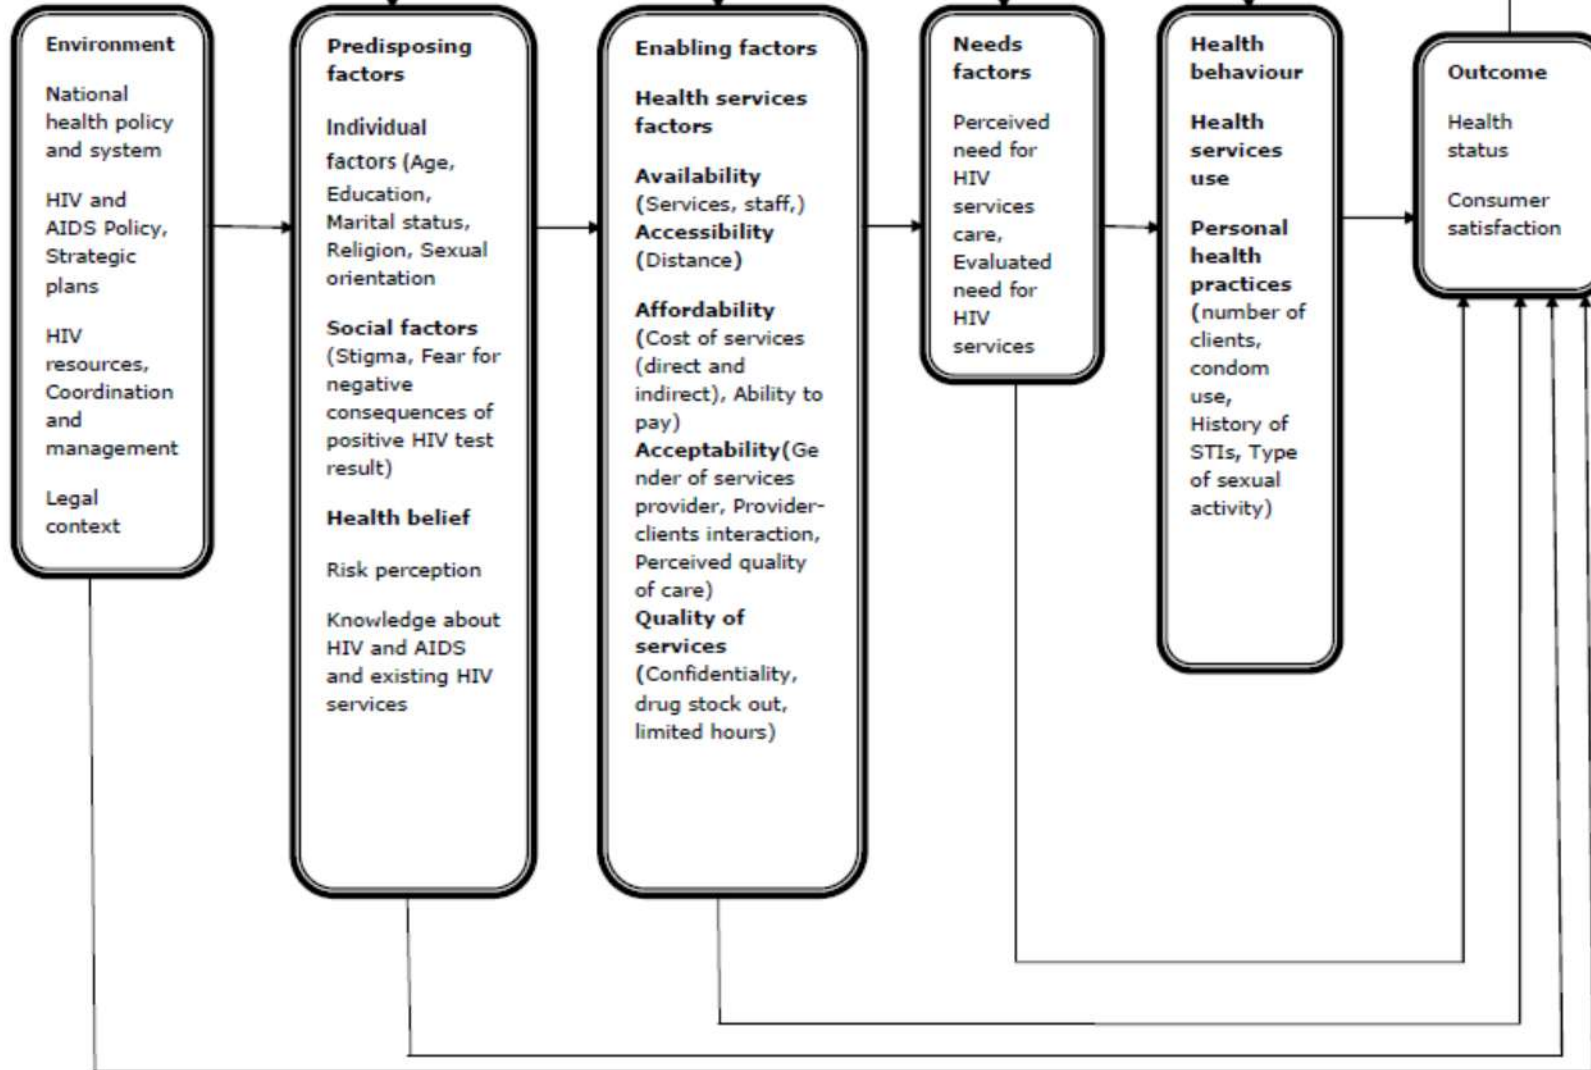 Environment
National
health policy
and system
HIV and
AIDS Policy,
Strategic
plans
HIV
resources,
Coordination
and
management
Legal
context
Predisposing
factors
Individual
factors (Age,
Education,
Marital status,
Religion, Sexual
orientation
Social factors
(Stigma, Fear for
negative
consequences of
positive HIV test
result)
Health belief
Risk perception
Knowledge about
HIV and AIDS
and existing HIV
services
Enabling factors
Health services
factors
Availability
(Services, staff,)
Accessibility
(Distance)
Affordability
(Cost of services
(direct and
indirect), Ability to
pay)
Acceptability(Ge
nder of services
provider, Provider-
clients interaction,
Perceived quality
of care)
Quality of
services
(Confidentiality,
drug stock out,
limited hours)
Needs
factors
Perceived
need for
HIV
services
care,
Evaluated
need for
HIV
services
Health
behaviour
Health
services
use
Personal
health
practices
(number of
clients,
condom
use,
History of
STIs, Type
of sexual
activity)
Outcome
Health
status
Consumer
satisfaction